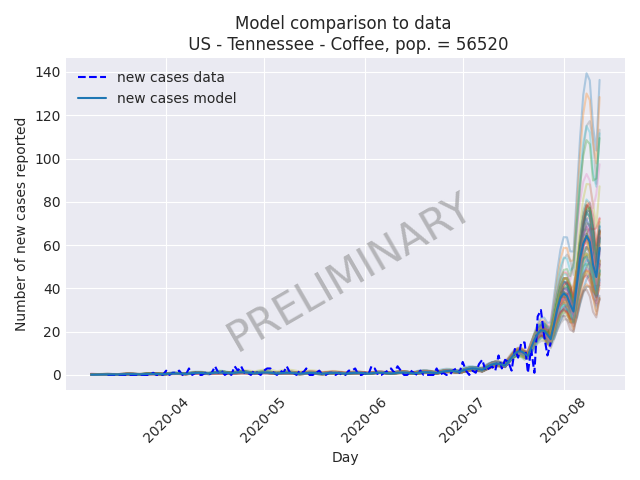 Model comparison to data
US - Tennessee - Coffee, pop. = 56520
new cases data
new cases model
Number of new cases reported
140
120
100
80
60
40
20
0
PRELIMINARY
2020-04
2020-05
2020-06
2020-07
2020-08
Day